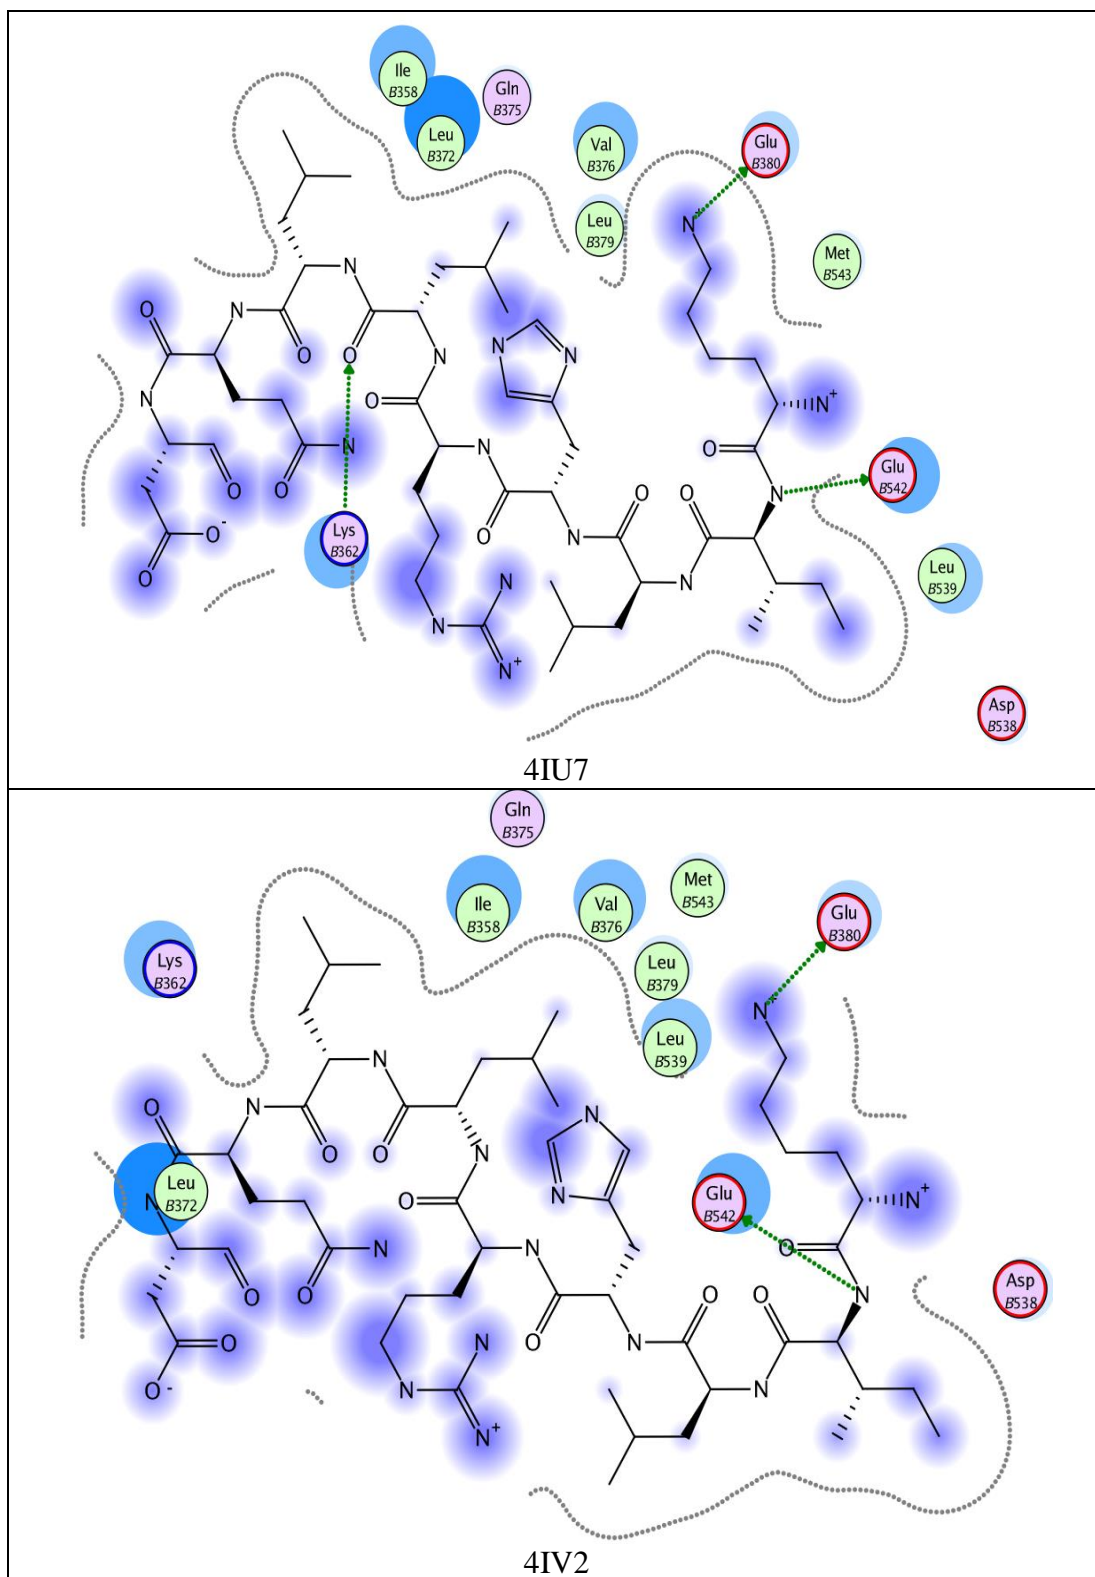 Ile
B358
Gln
B375
Leu
B372
Val
B376
Glu
B380
Leu
B379
N+
Met
B543
O
N
N
N
O
O
N
N
N
O
N
N+
O
N
O
O
N
Glu
B542
O
O-
O
Lys
B362
O
N
O
N
Leu
B539
N
N
N+
Asp
B538
4IU7
Gln
B375
Ile
B358
Val
B376
Met
B543
Glu
B380
Lys
B362
Leu
B379
N+
Leu
B539
O
N
N
O
O
N
N
N
Leu
B372
N
O
Glu
B542
N+
N
O
N
O
O
O
N
Asp
B538
O
O-
O
N
O
O
N
N
N
N+
4IV2